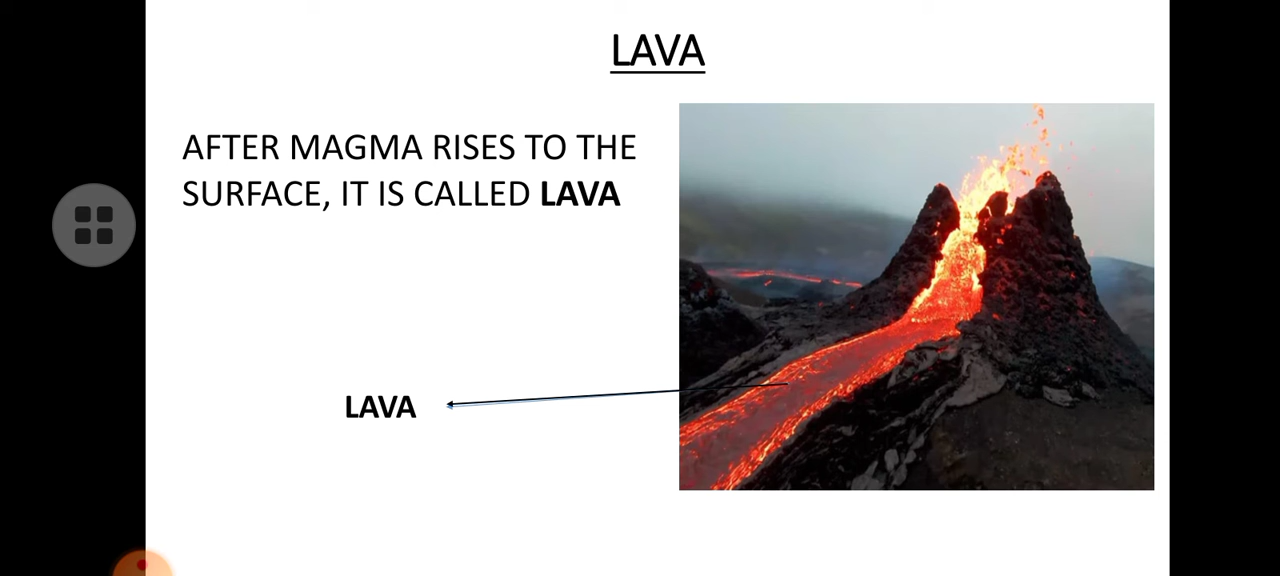 LAVA
AFTER MAGMA RISES TO THE
SURFACE, IT IS CALLED LAVA
LAVA